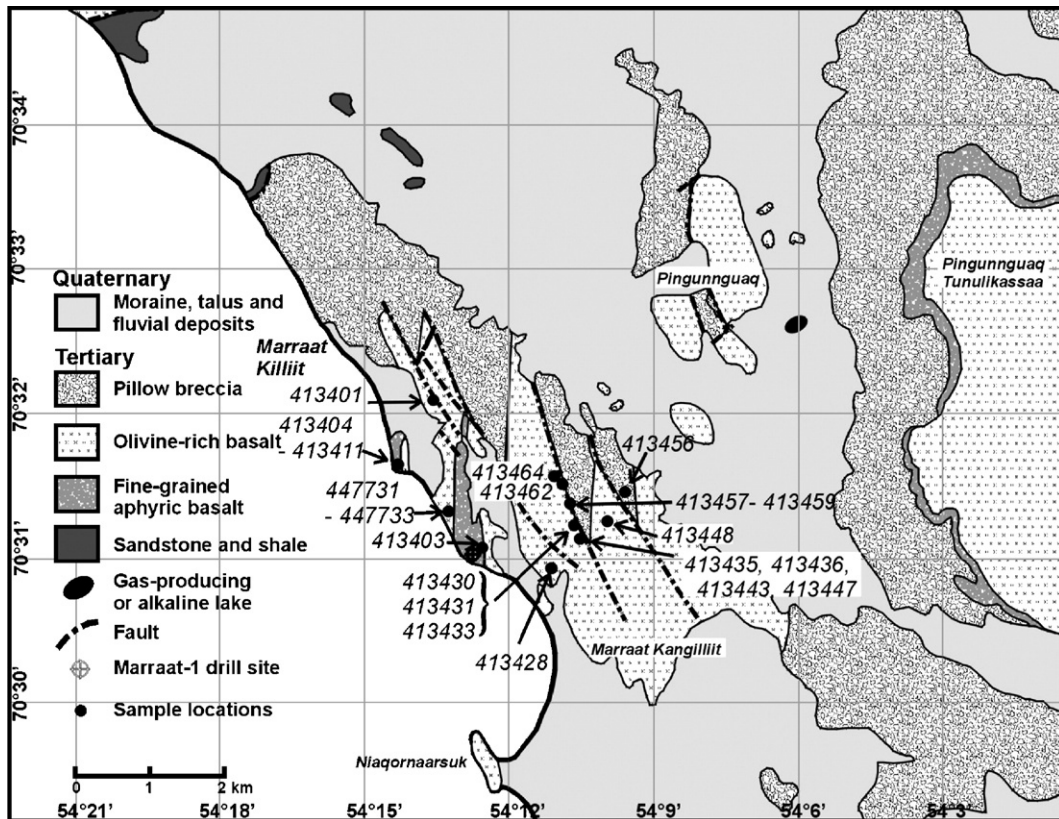 70°34'
70°33'
70°32'
70°31'
70°30'
Quaternary
Moraine, talus and
fluvial deposits
Tertiary
Pillow breccia
Olivine-rich basalt
Fine-grained
aphyric basalt
Sandstone and shale
Gas-producing
or alkaline lake
Fault
Marraat-1 drill site
Sample locations
0 1 2 km
Marraat
Killiit
413401
413404
- 413411
447731
- 447733
413403
413430
413431
413433
413428
413464
413462
413456
413457- 413459
413448
413435, 413436,
413443, 413447
Marraat Kangilliit
Niaqornaarsuk
Pingunnguaq
Pingunnguaq
Tunulikassaa
54°21' 54°18' 54°15' 54°12' 54°9' 54°6' 54°3'